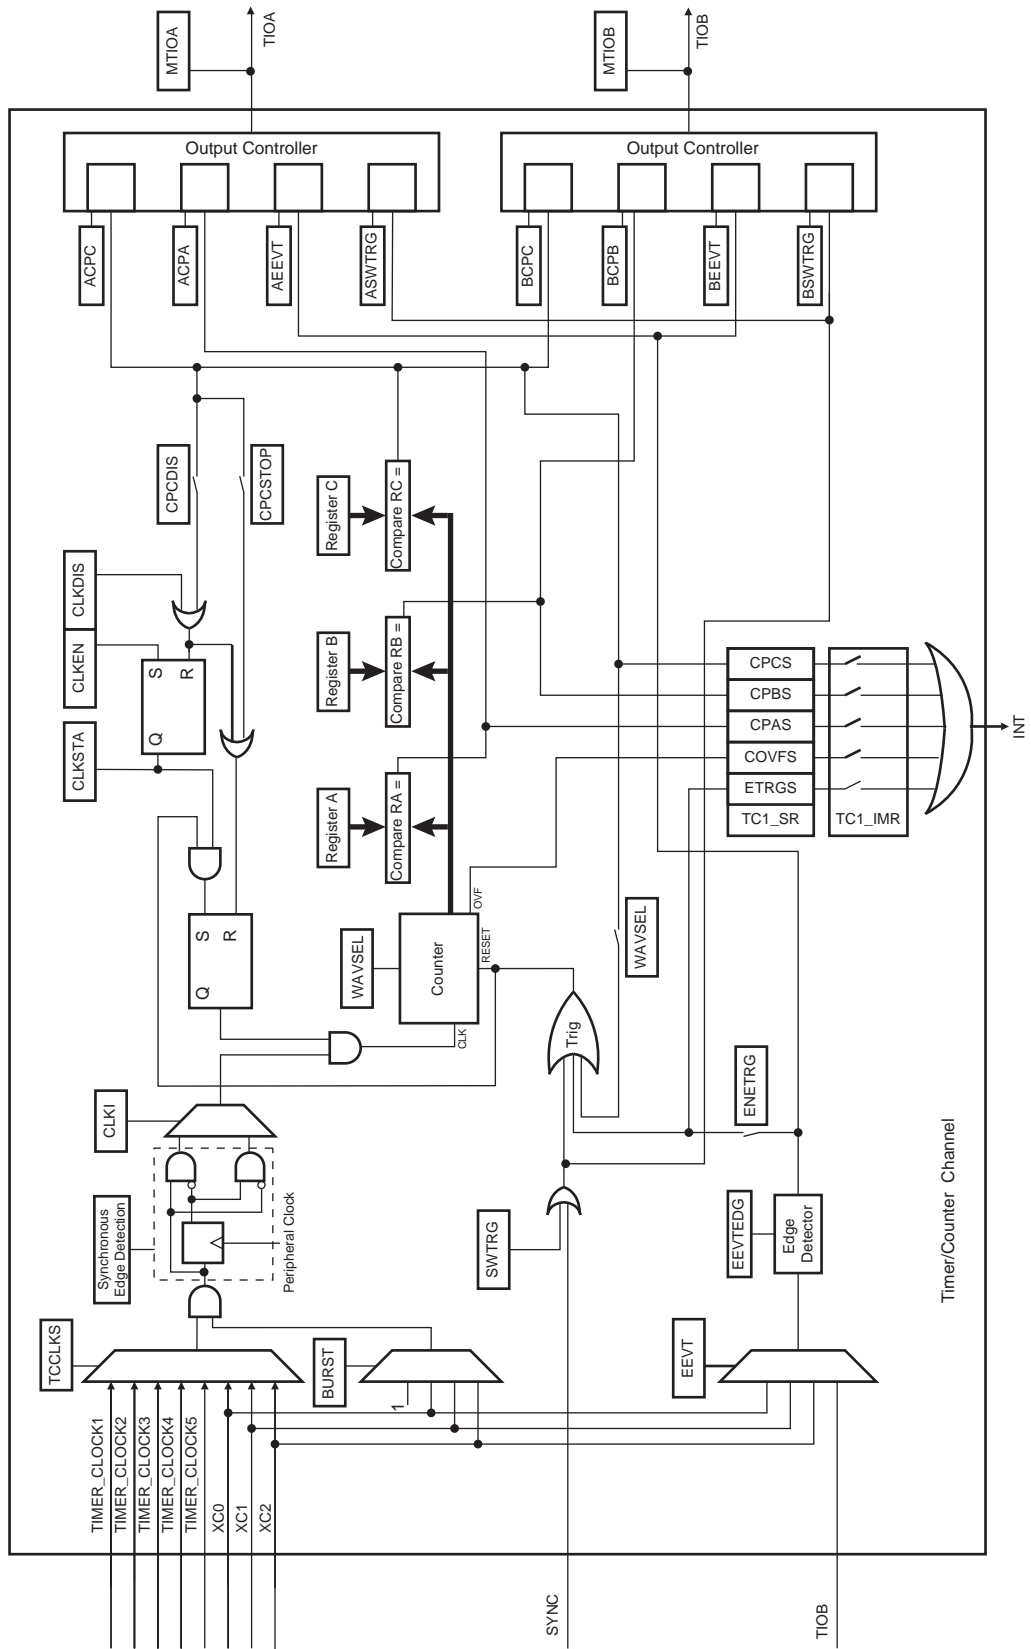 MTIOA
TIOA
MTIOB
TIOB
Output Controller
Output Controller
ACPC
ACPA
AEEVT
ASWTRG
BCPC
BCPB
BEEVT
BSWTRG
CPCDIS
CPCSTOP
CLKDIS
CLKEN
CLKSTA
S
R
Q
Register C
Compare RC =
Register B
Compare RB =
Register A
Compare RA =
CPCS
CPBS
CPAS
COVFS
ETRGS
TC1_SR
TC1_IMR
INT
S
R
Q
WAVSEL
Counter
OVF
RESET
CLK
WAVSEL
Trig
ENETRG
CLKI
Synchronous
Edge Detection
Peripheral Clock
SWTRG
EEVTEDG
Edge
Detector
Timer/Counter Channel
TCCLKS
BURST
1
EEVT
TIMER_CLOCK1
TIMER_CLOCK2
TIMER_CLOCK3
TIMER_CLOCK4
TIMER_CLOCK5
XC0
XC1
XC2
SYNC
TIOB